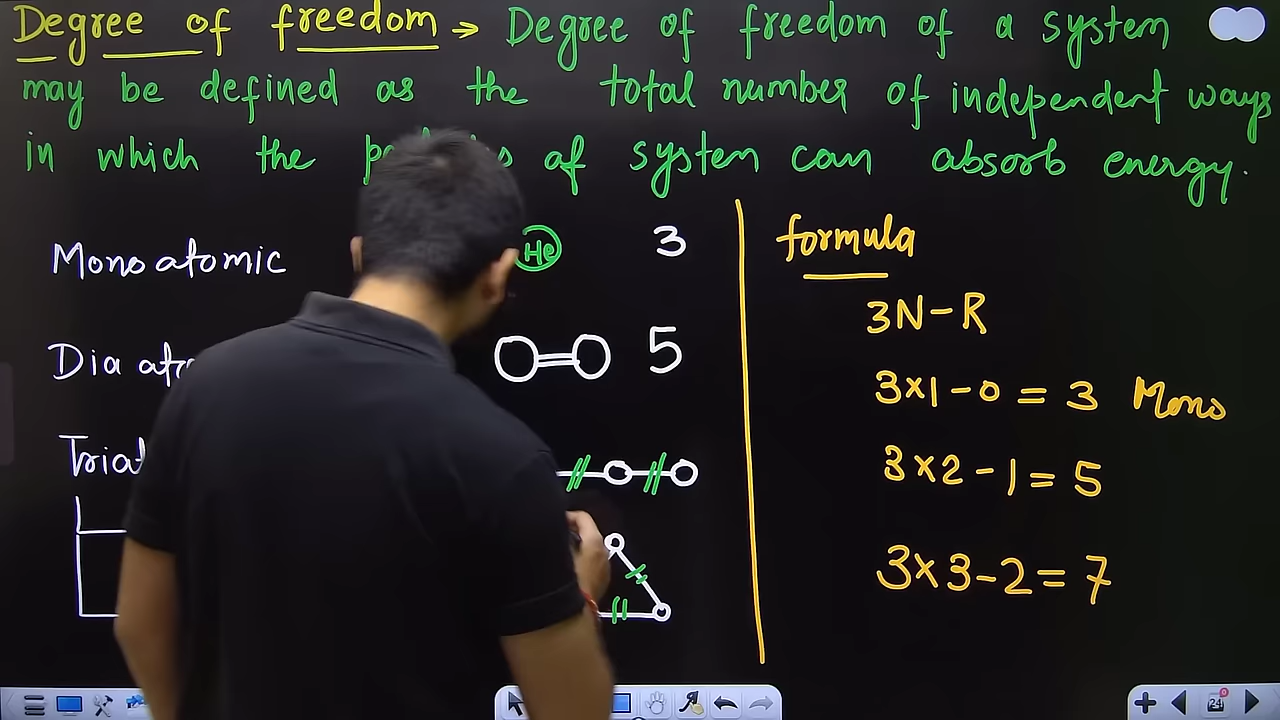 Degree of freedom → Degree of freedom of a system
may be defined as the total number of independent ways
in which the of system can absorb energy.
Monoatomic He 3
Dia 5
formula
3N-R
3×1-0=3 Mono
3×2-1=5
3×3-2=7